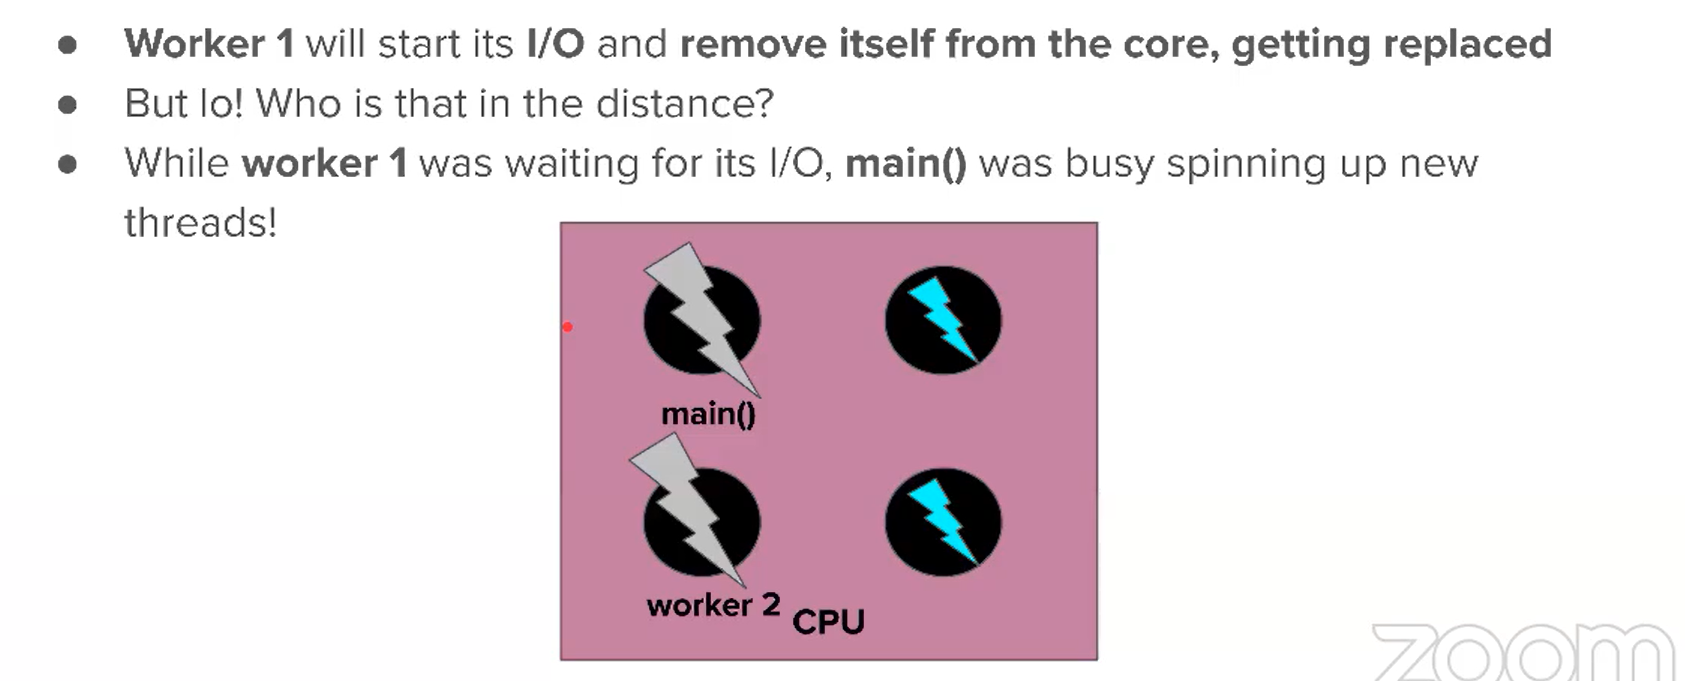 ● Worker 1 will start its I/O and remove itself from the core, getting replaced
● But lo! Who is that in the distance?
● While worker 1 was waiting for its I/O, main() was busy spinning up new
threads!
main()
worker 2
CPU
zoom